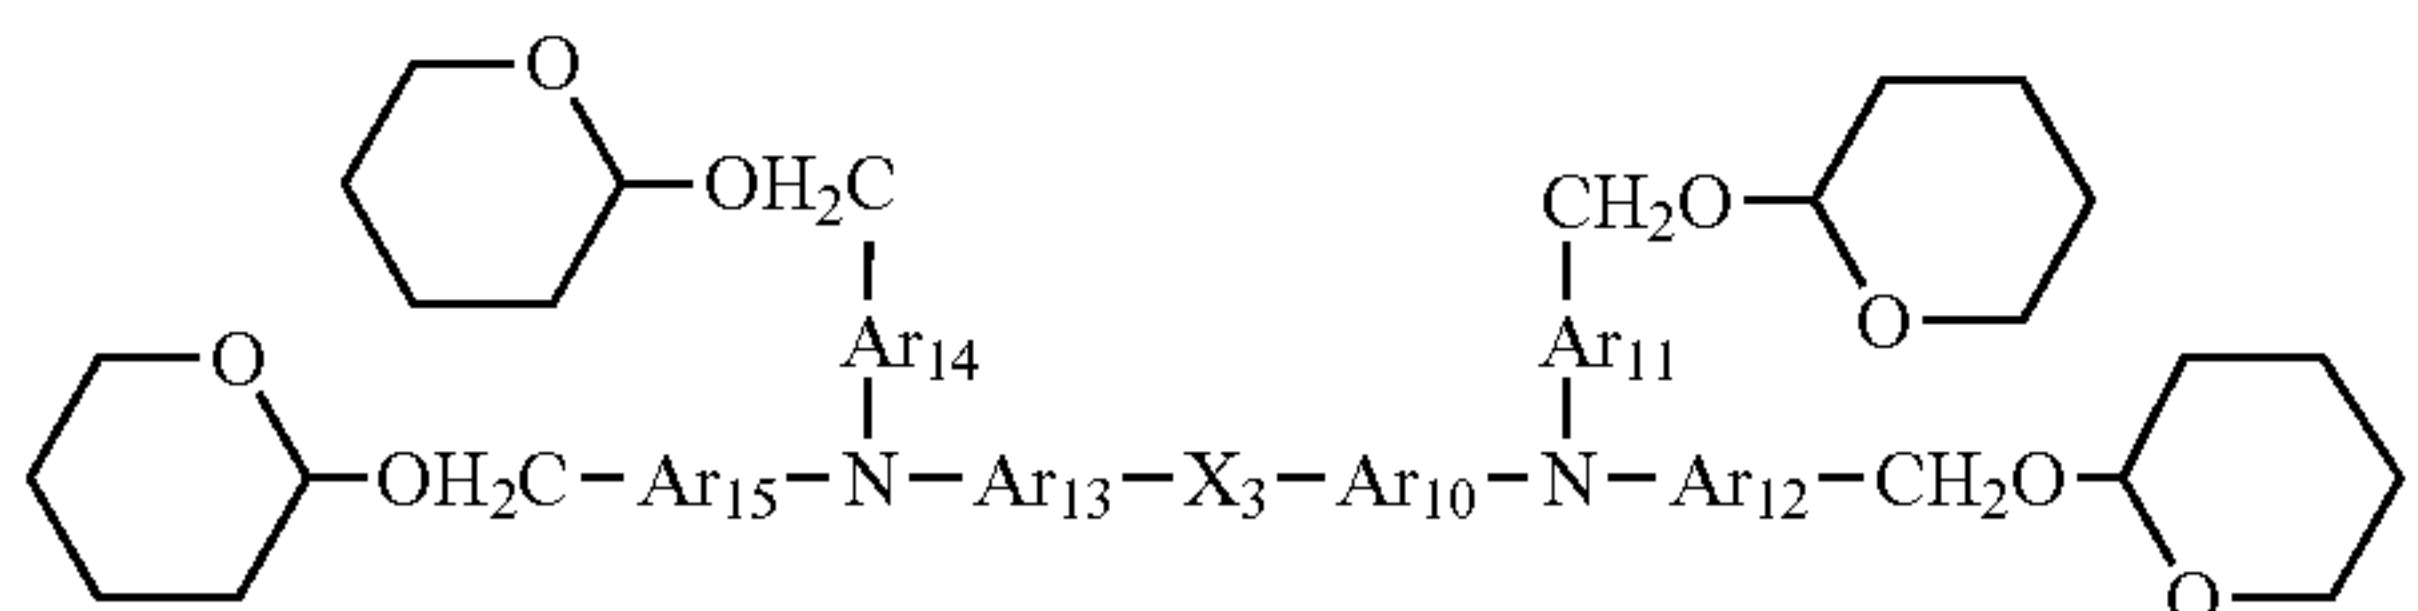 O
OH₂C CH₂O
Ar₁₄ Ar₁₁ O
O
OH₂C—Ar₁₅—N—Ar₁₃—X₃—Ar₁₀—N—Ar₁₂—CH₂O
O